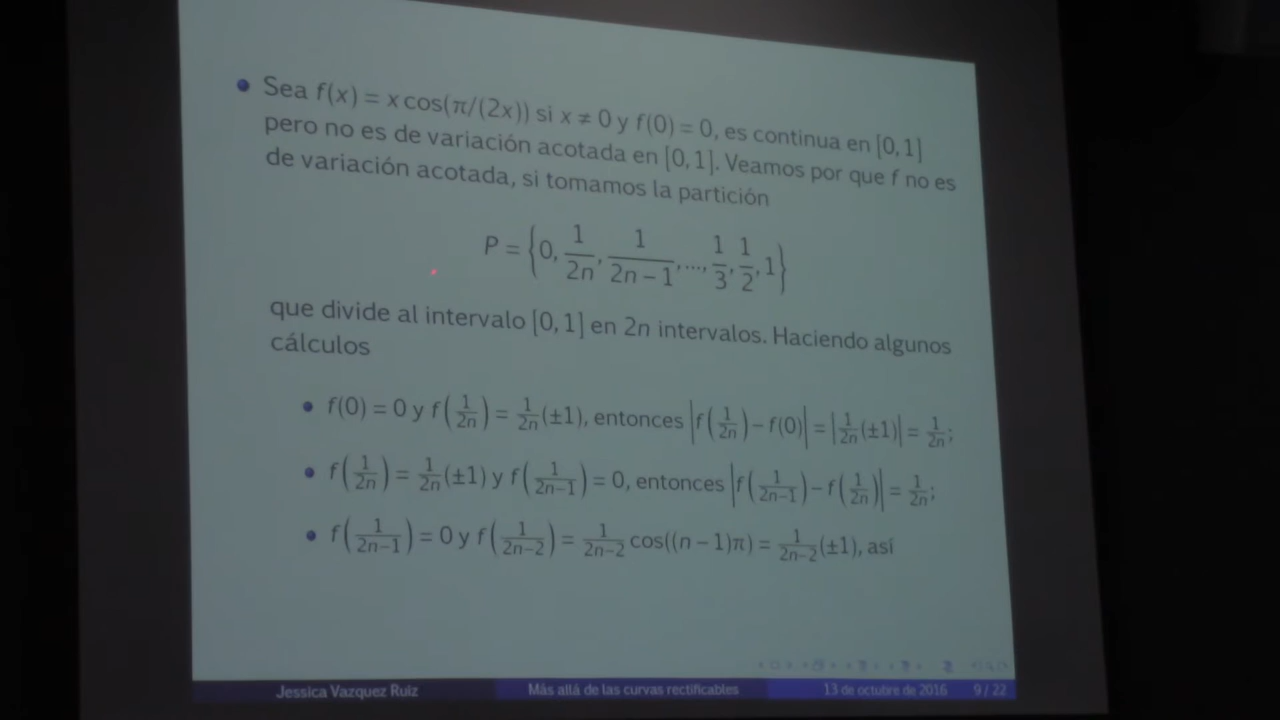 Sea f(x) = x cos(π/(2x)) si x ≠ 0 y f(0) = 0, es continua en [0, 1]
pero no es de variación acotada en [0, 1]. Veamos por que f no es
de variación acotada, si tomamos la partición
P = {0, 1/2n, 1/2n − 1, ..., 1/3, 1/2, 1}
que divide al intervalo [0, 1] en 2n intervalos. Haciendo algunos
cálculos
f(0) = 0 y f(1/2n) = 1/2n(±1), entonces |f(1/2n) − f(0)| = |1/2n(±1)| = 1/2n;
f(1/2n) = 1/2n(±1) y f(1/2n−1) = 0, entonces |f(1/2n−1) − f(1/2n)| = 1/2n;
f(1/2n−1) = 0 y f(1/2n−2) = 1/2n−2 cos((n − 1)π) = 1/2n−2(±1), así
Jessica Vazquez Ruiz Más allá de las curvas rectificables 13 de octubre de 2016 9 / 22